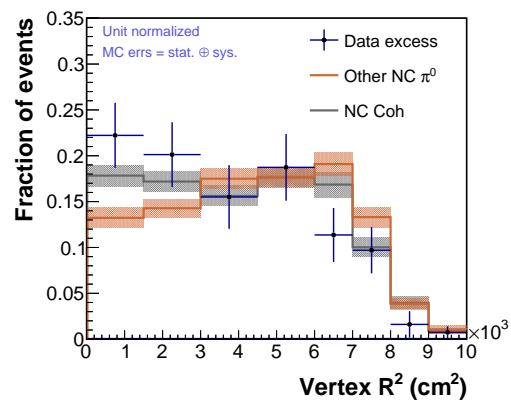 Unit normalized
MC errs = stat. ⊕ sys.
Data excess
Other NC π⁰
NC Coh
Fraction of events
0.35
0.3
0.25
0.2
0.15
0.1
0.05
0
0 1 2 3 4 5 6 7 8 9 10
×10³
Vertex R² (cm²)